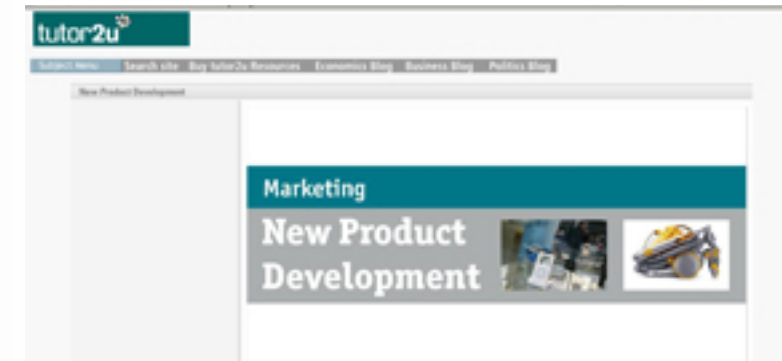 tutor2u
Subject menu Search site Buy tutor2u Resources Economics Blog Business Blog Politics Blog
New Product Development
Marketing
New Product
Development